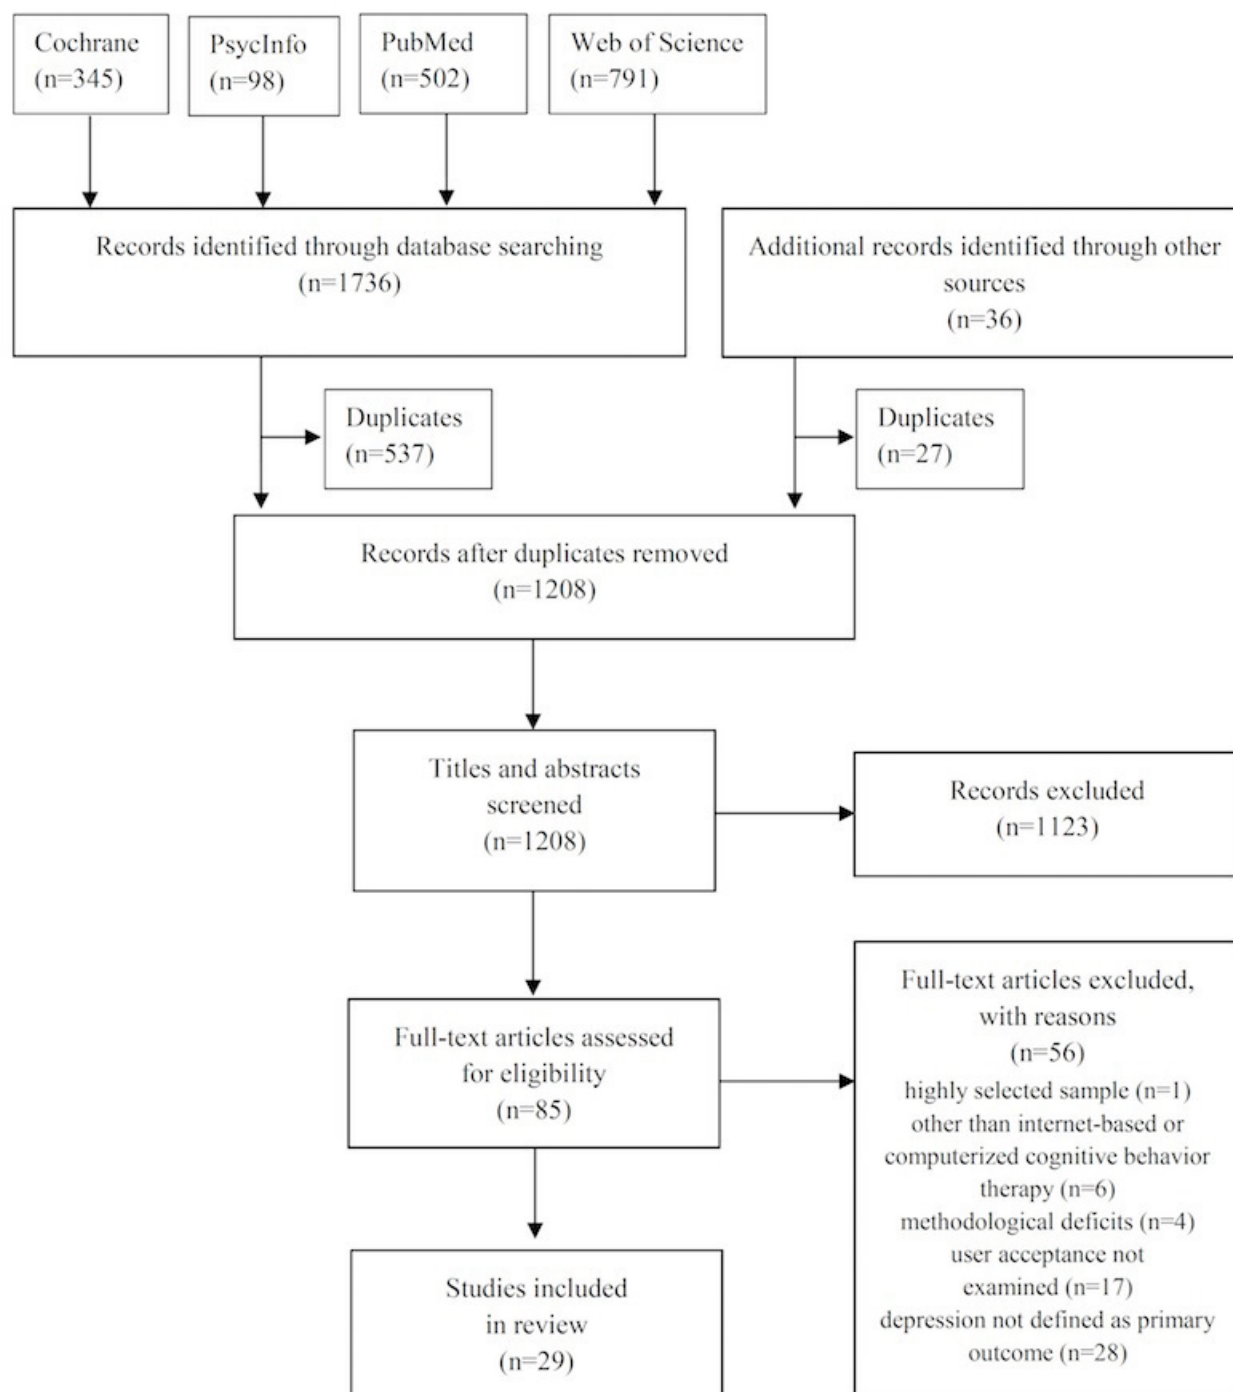 Cochrane
(n=345)
PsycInfo
(n=98)
PubMed
(n=502)
Web of Science
(n=791)
Records identified through database searching
(n=1736)
Additional records identified through other
sources
(n=36)
Duplicates
(n=537)
Duplicates
(n=27)
Records after duplicates removed
(n=1208)
Titles and abstracts
screened
(n=1208)
Records excluded
(n=1123)
Full-text articles assessed
for eligibility
(n=85)
Full-text articles excluded,
with reasons
(n=56)
highly selected sample (n=1)
other than internet-based or
computerized cognitive behavior
therapy (n=6)
methodological deficits (n=4)
user acceptance not
examined (n=17)
depression not defined as primary
outcome (n=28)
Studies included
in review
(n=29)